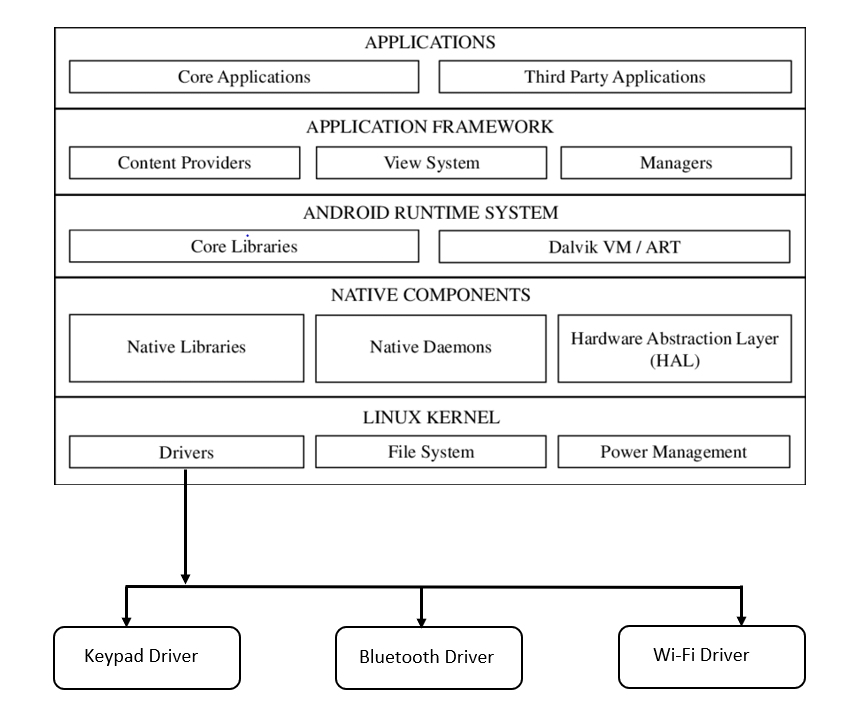 APPLICATIONS
Core Applications
Third Party Applications
APPLICATION FRAMEWORK
Content Providers
View System
Managers
ANDROID RUNTIME SYSTEM
Core Libraries
Dalvik VM / ART
NATIVE COMPONENTS
Native Libraries
Native Daemons
Hardware Abstraction Layer
(HAL)
LINUX KERNEL
Drivers
File System
Power Management
Keypad Driver
Bluetooth Driver
Wi-Fi Driver